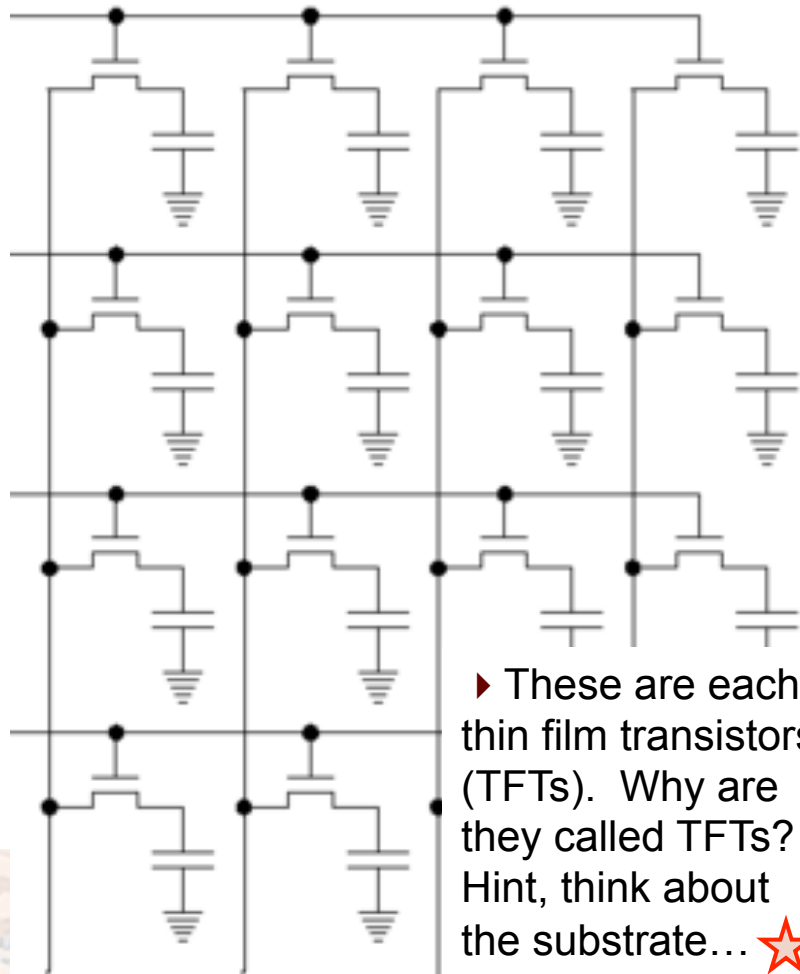 ▸ These are each
thin film transistors
(TFTs). Why are
they called TFTs?
Hint, think about
the substrate…